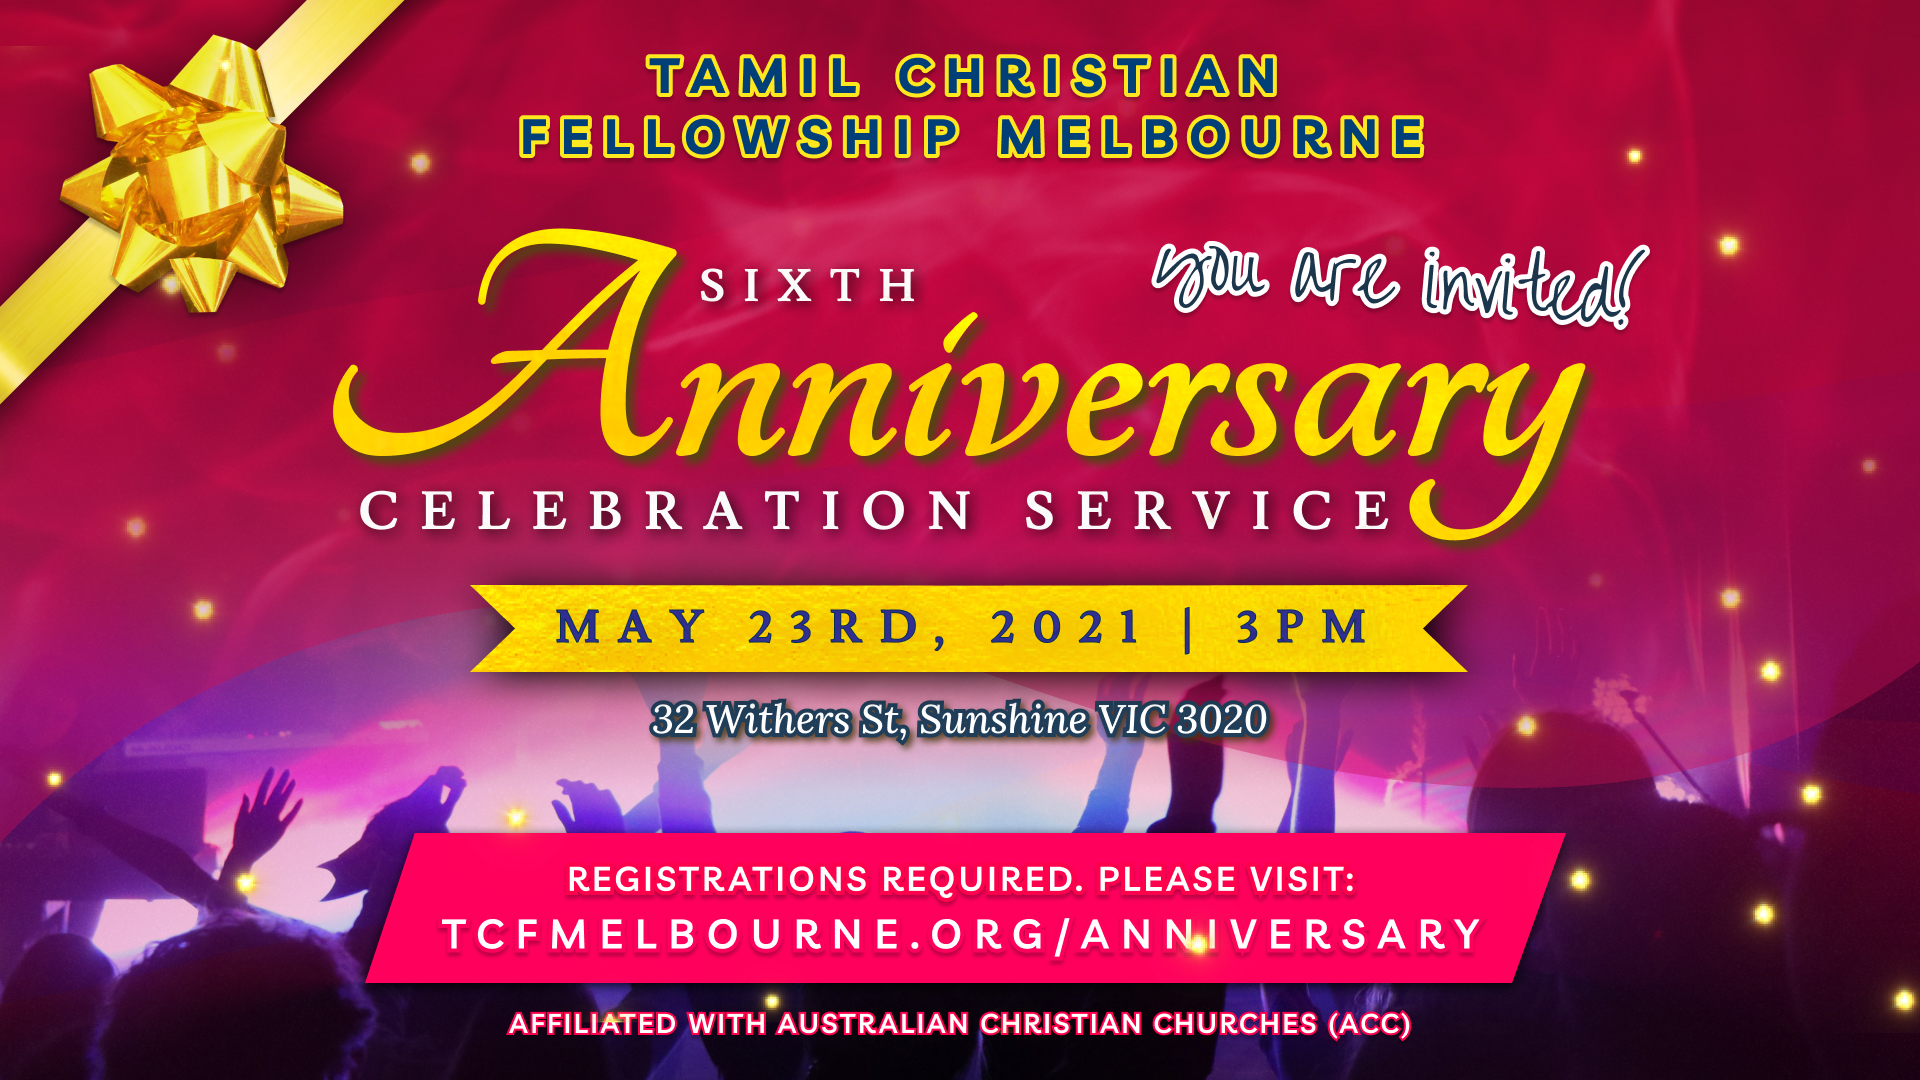 TAMIL CHRISTIAN
FELLOWSHIP MELBOURNE
you are invited!
SIXTH
Anniversary
CELEBRATION SERVICE
MAY 23RD, 2021 | 3PM
32 Withers St, Sunshine VIC 3020
REGISTRATIONS REQUIRED. PLEASE VISIT:
TCFMELBOURNE.ORG/ANNIVERSARY
AFFILIATED WITH AUSTRALIAN CHRISTIAN CHURCHES (ACC)